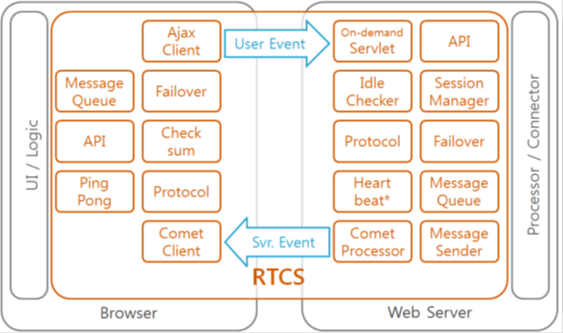 Ajax
Client
User Event
On-demand
Servlet
API
Message
Queue
Failover
Idle
Checker
Session
Manager
API
Check
sum
Protocol
Failover
Ping
Pong
Protocol
Heart
beat*
Message
Queue
Comet
Client
Svr. Event
Comet
Processor
Message
Sender
RTCS
UI / Logic
Processor / Connector
Browser
Web Server